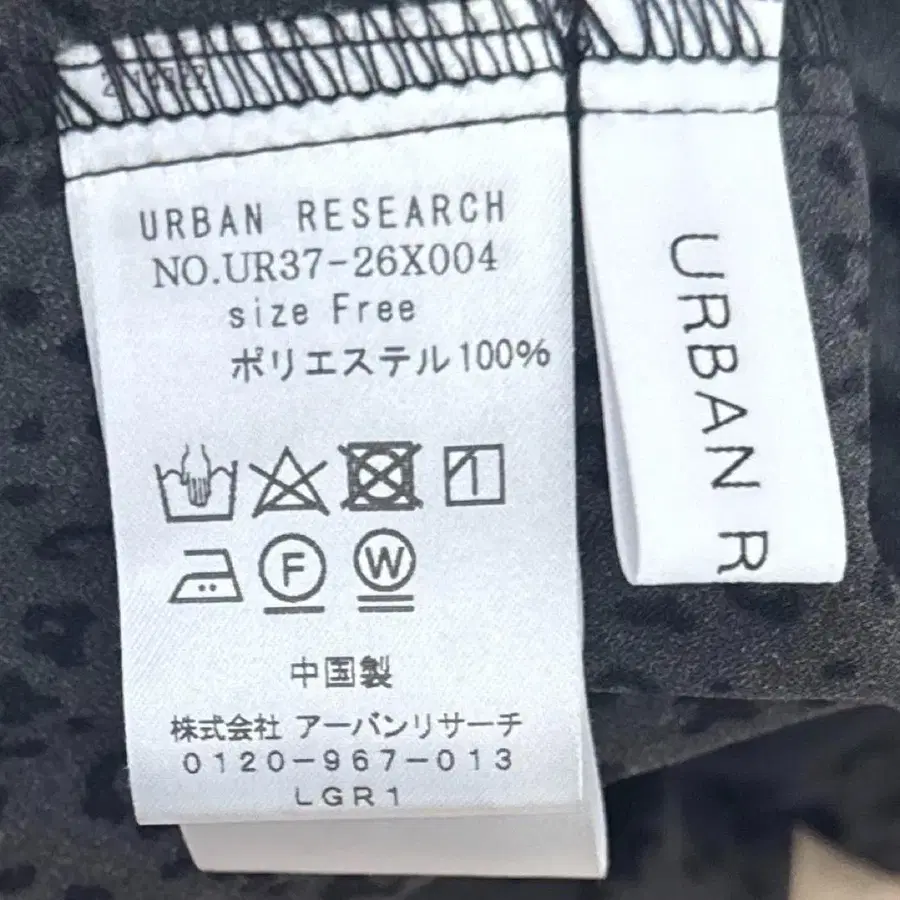 URBAN RESEARCH
NO.UR37-26X004
size Free
ポリエステル100%
F W
中国製
株式会社 アーバンリサーチ
0120-967-013
LGR1
URBAN R